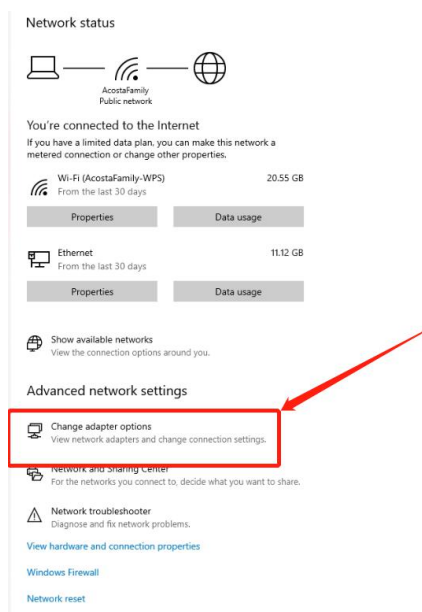 Network status
AcostaFamily
Public network
You're connected to the Internet
If you have a limited data plan, you can make this network a
metered connection or change other properties.
Wi-Fi (AcostaFamily-WPS)
20.55 GB
From the last 30 days
Properties
Data usage
Ethernet
11.12 GB
From the last 30 days
Properties
Data usage
Show available networks
View the connection options around you.
Advanced network settings
Change adapter options
View network adapters and change connection settings.
Network and Sharing Center
For the networks you connect to, decide what you want to share.
Network troubleshooter
Diagnose and fix network problems.
View hardware and connection properties
Windows Firewall
Network reset